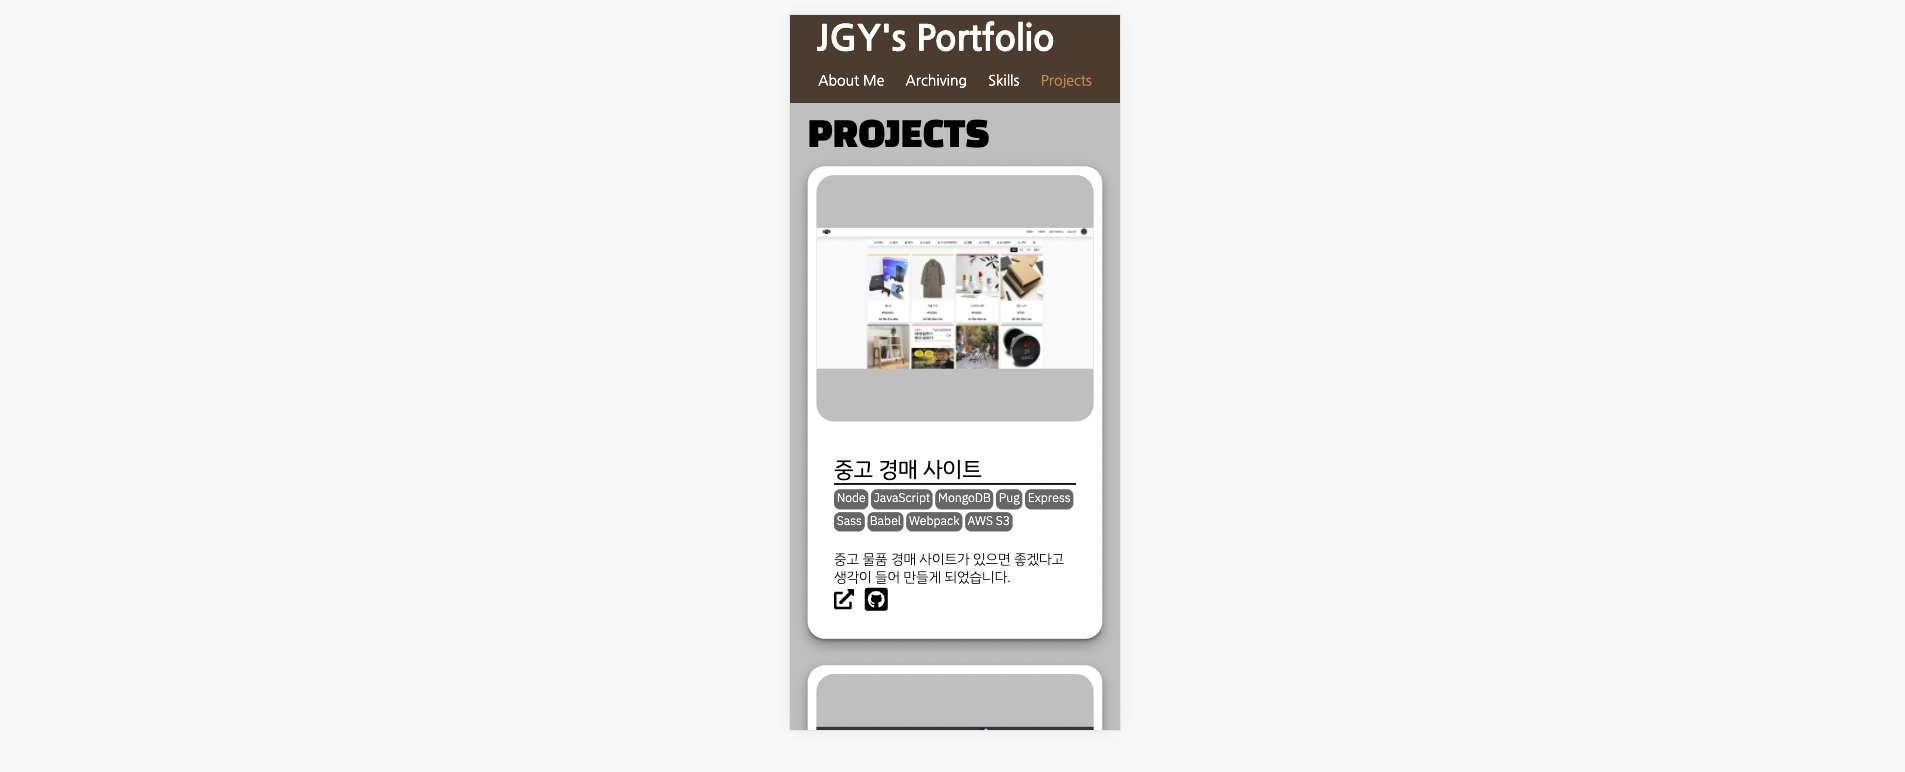 JGY's Portfolio
About Me Archiving Skills Projects
PROJECTS
중고 경매 사이트
Node JavaScript MongoDB Pug Express
Sass Babel Webpack AWS S3
중고 물품 경매 사이트가 있으면 좋겠다고
생각이 들어 만들게 되었습니다.